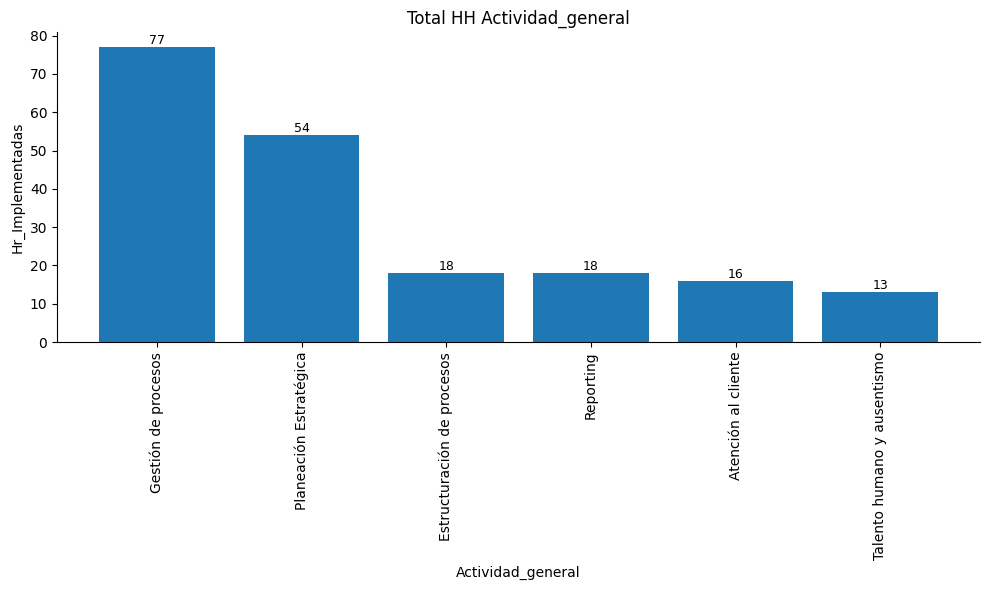 Total HH Actividad_general
Hr_Implementadas
80
70
60
50
40
30
20
10
0
77
54
18
18
16
13
Gestión de procesos
Planeación Estratégica
Estructuración de procesos
Reporting
Atención al cliente
Talento humano y ausentismo
Actividad_general